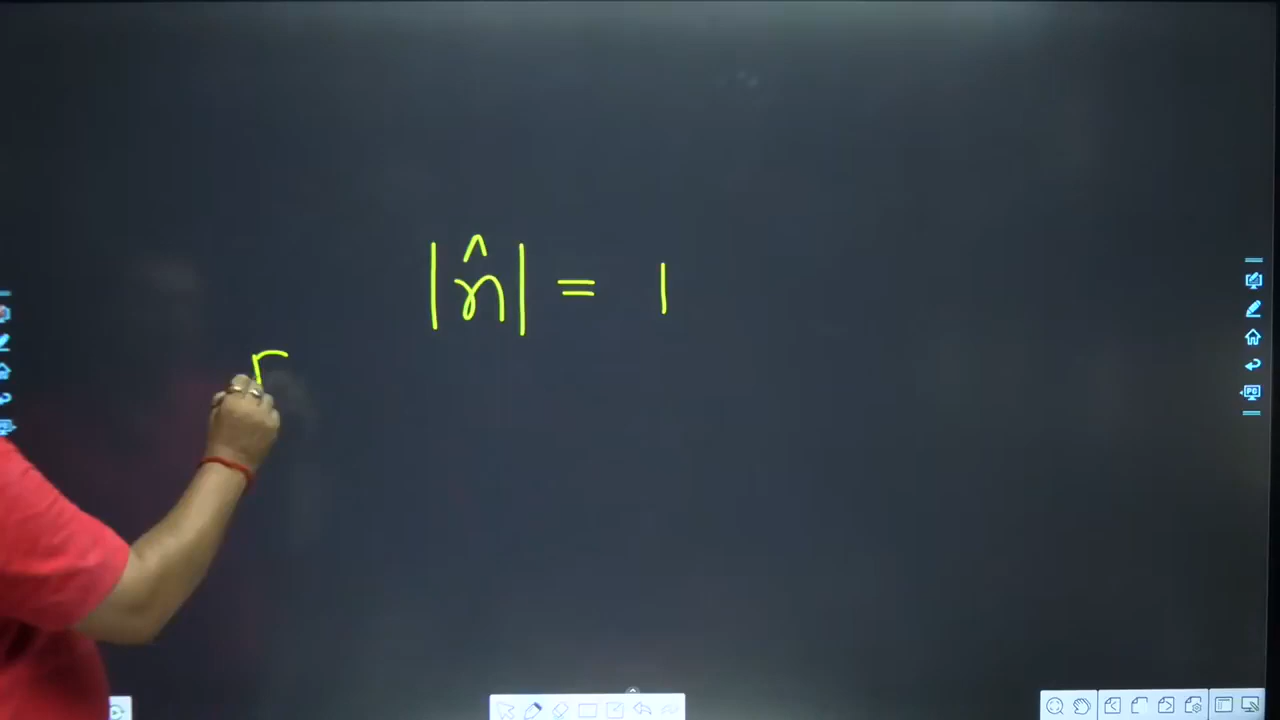 |n̂| = 1